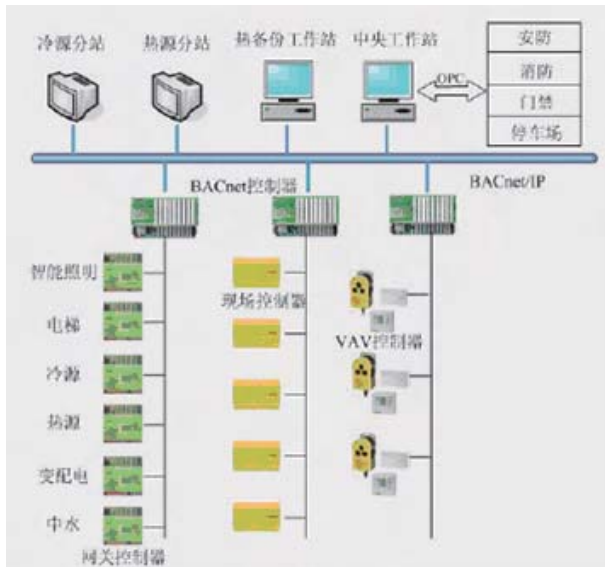 冷源分站
热源分站
热备份工作站
中央工作站
OPC
安防
消防
门禁
停车场
BACnet控制器
BACnet/IP
智能照明
电梯
冷源
热源
变配电
中水
网关控制器
现场控制器
VAV控制器